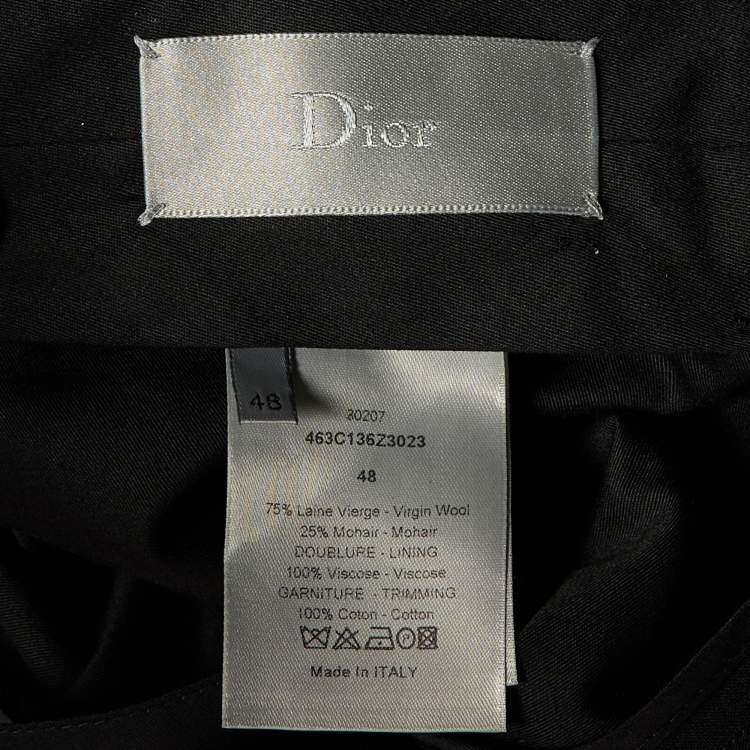 Dior
48
80207
463C136Z3023
48
75% Laine Vierge - Virgin Wool
25% Mohair - Mohair
DOUBLURE - LINING
100% Viscose - Viscose
GARNITURE - TRIMMING
100% Coton - Cotton
Made In ITALY